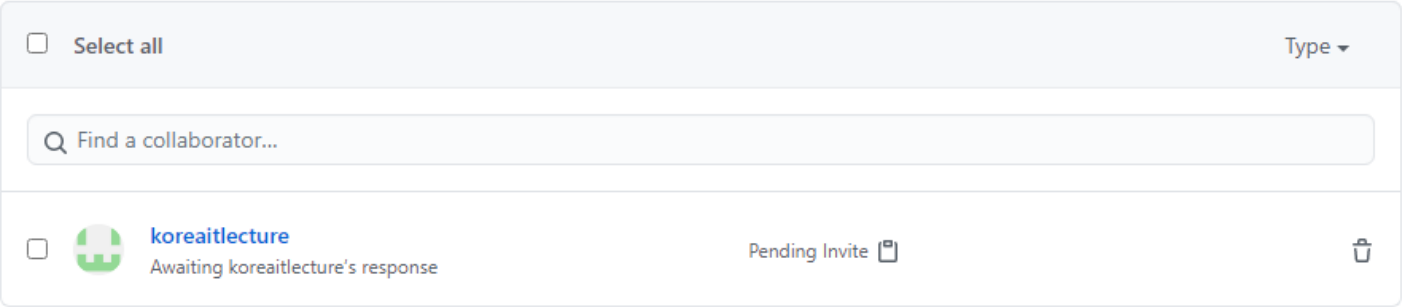 Select all
Type
Find a collaborator...
koreaitlecture
Awaiting koreaitlecture's response
Pending Invite